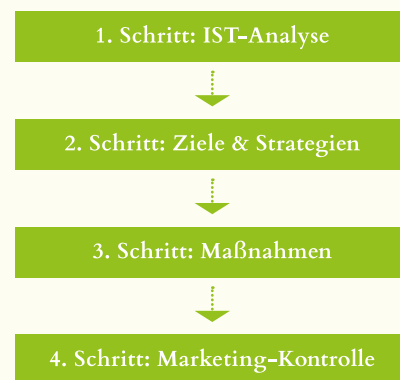 1. Schritt: IST-Analyse
2. Schritt: Ziele & Strategien
3. Schritt: Maßnahmen
4. Schritt: Marketing-Kontrolle